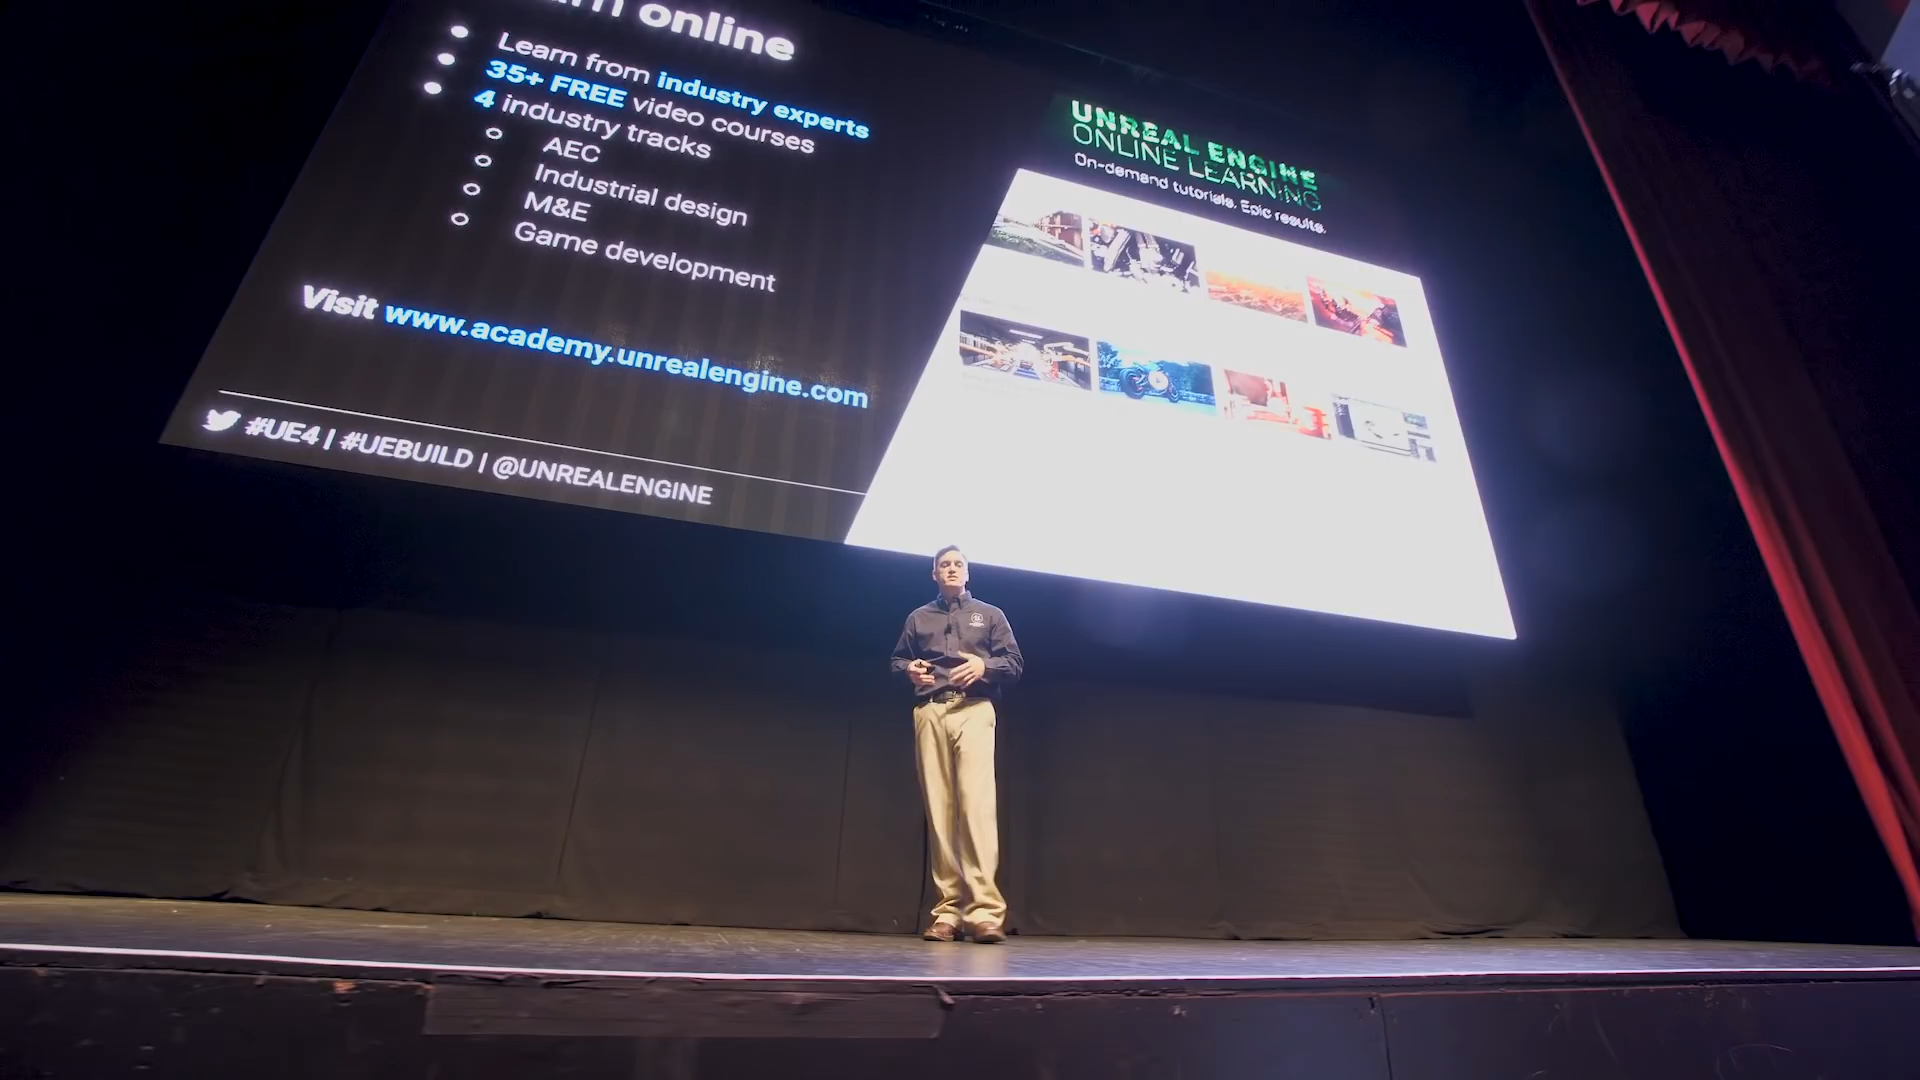 online
Learn from industry experts
35+ FREE video courses
4 industry tracks
AEC
Industrial design
M&E
Game development
Visit www.academy.unrealengine.com
#UE4 | #UEBUILD | @UNREALENGINE
UNREAL ENGINE
ONLINE LEARNING
On-demand tutorials. Epic results.